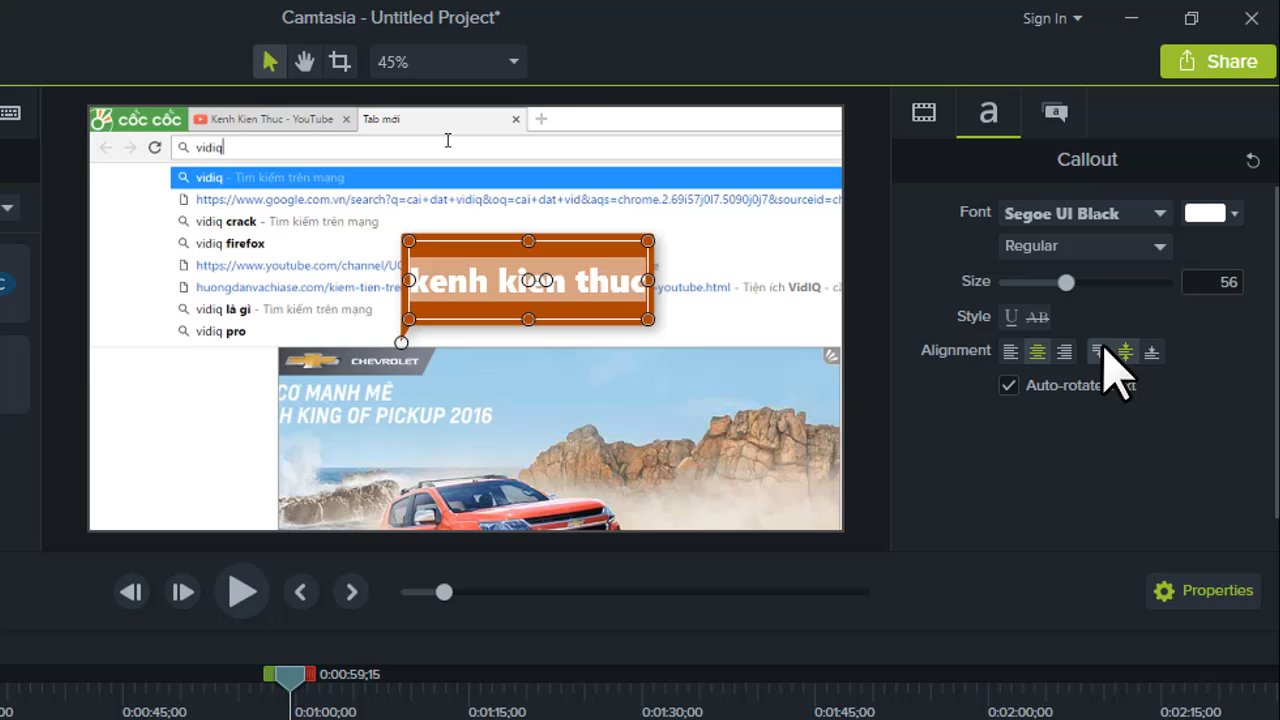 Camtasia - Untitled Project*
Sign In
45%
Share
cốc cốc
Kenh Kien Thuc - YouTube
Tab mới
vidiq
vidiq - Tìm kiếm trên mạng
https://www.google.com.vn/search?q=cai+dat+vidiq&oq=cai+dat+vid&aqs=chrome.2.69i57j0l7.5090j0j7&sourceid=ch
vidiq crack - Tìm kiếm trên mạng
vidiq firefox
https://www.youtube.com/channel/UC
huongdanvachiase.com/kiem-tien-tre
-youtube.html - Tiện ích VidIQ - c
vidiq là gì - Tìm kiếm trên mạng
vidiq pro
kenh kien thuc
CHEVROLET
CƠ MẠNH MẼ
H KING OF PICKUP 2016
a
a
Callout
Font
Segoe UI Black
Regular
Size
56
Style
U AB
Alignment
Auto-rotate
Properties
0:00:59;15
00
0:00:45;00
0:01:00;00
0:01:15;00
0:01:30;00
0:01:45;00
0:02:00;00
0:02:15;00